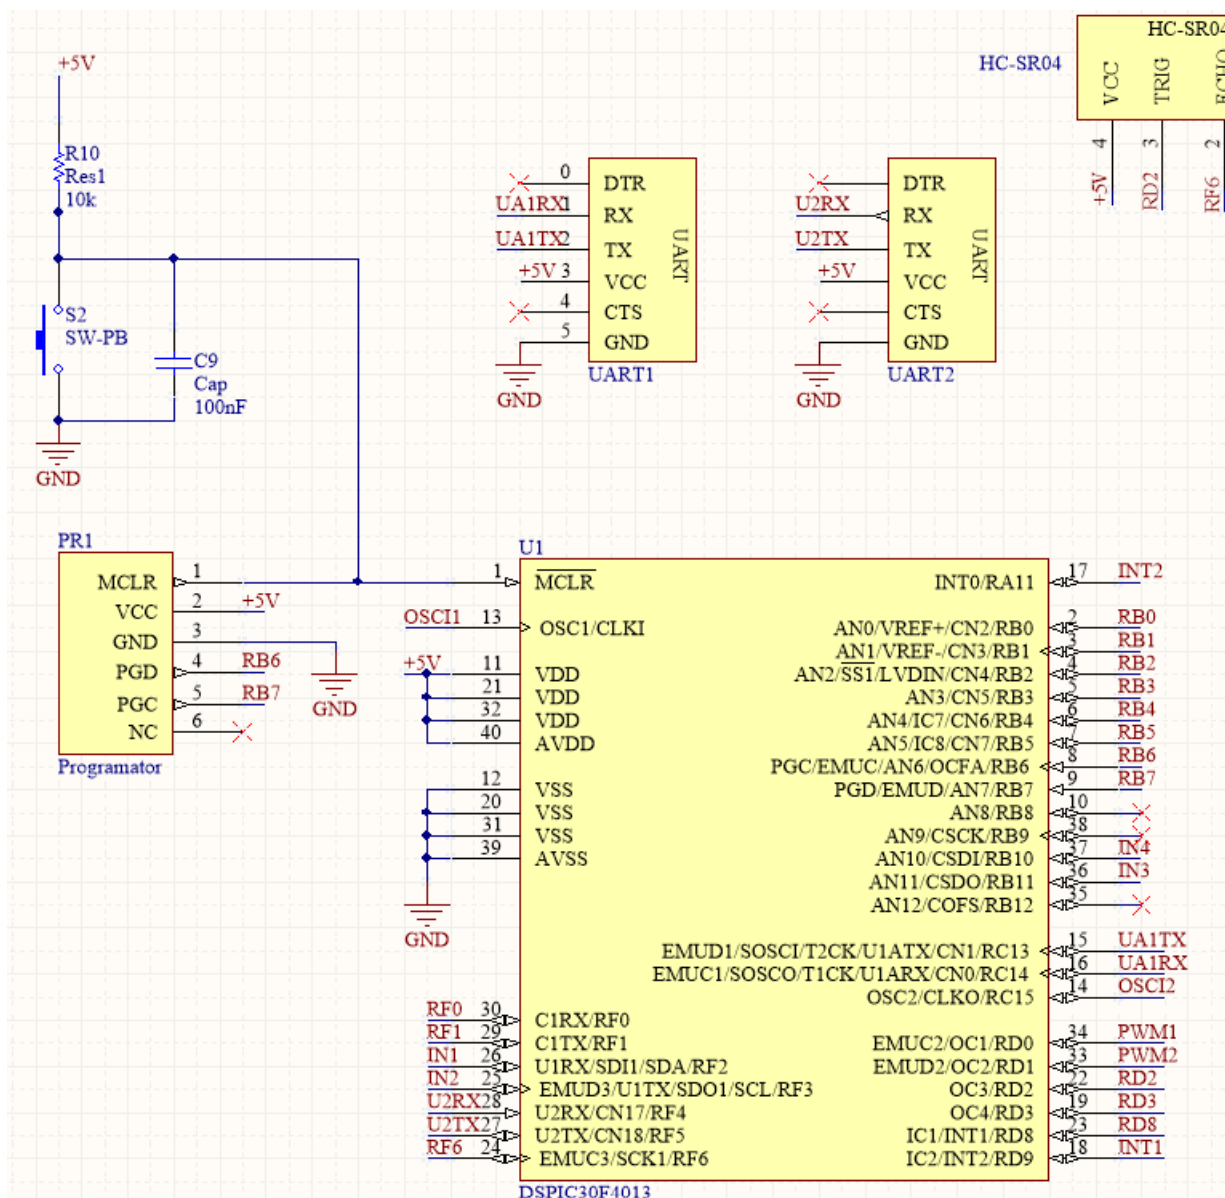 HC-SR04
HC-SR04
VCC
TRIG
4
3
2
+5V
RD2
RF6
+5V
R10
Res1
10k
S2
SW-PB
C9
Cap
100nF
GND
0
DTR
UA1RX
1
RX
UA1TX
2
TX
+5V
3
VCC
4
CTS
5
GND
UART
UART1
GND
DTR
U2RX
RX
U2TX
TX
+5V
VCC
CTS
GND
UART
UART2
GND
PR1
MCLR
1
VCC
2
+5V
GND
3
PGD
4
RB6
PGC
5
RB7
NC
6
GND
Programator
U1
1
MCLR
OSCI1
13
OSC1/CLKI
+5V
11
VDD
21
VDD
32
VDD
40
AVDD
12
VSS
20
VSS
31
VSS
39
AVSS
GND
RF0
30
C1RX/RF0
RF1
29
C1TX/RF1
IN1
26
U1RX/SDI1/SDA/RF2
IN2
25
EMUD3/U1TX/SDO1/SCL/RF3
U2RX
28
U2RX/CN17/RF4
U2TX
27
U2TX/CN18/RF5
RF6
24
EMUC3/SCK1/RF6
INT0/RA11
17
INT2
AN0/VREF+/CN2/RB0
2
RB0
AN1/VREF-/CN3/RB1
3
RB1
AN2/SS1/LVDIN/CN4/RB2
4
RB2
AN3/CN5/RB3
5
RB3
AN4/IC7/CN6/RB4
6
RB4
AN5/IC8/CN7/RB5
7
RB5
PGC/EMUC/AN6/OCFA/RB6
8
RB6
PGD/EMUD/AN7/RB7
9
RB7
AN8/RB8
10
AN9/CSCK/RB9
38
AN10/CSDI/RB10
37
IN4
AN11/CSDO/RB11
36
IN3
AN12/COFS/RB12
35
EMUD1/SOSCI/T2CK/U1ATX/CN1/RC13
15
UA1TX
EMUC1/SOSCO/T1CK/U1ARX/CN0/RC14
16
UA1RX
OSC2/CLKO/RC15
14
OSCI2
EMUC2/OC1/RD0
34
PWM1
EMUD2/OC2/RD1
33
PWM2
OC3/RD2
22
RD2
OC4/RD3
19
RD3
IC1/INT1/RD8
23
RD8
IC2/INT2/RD9
18
INT1
DSPIC30F4013